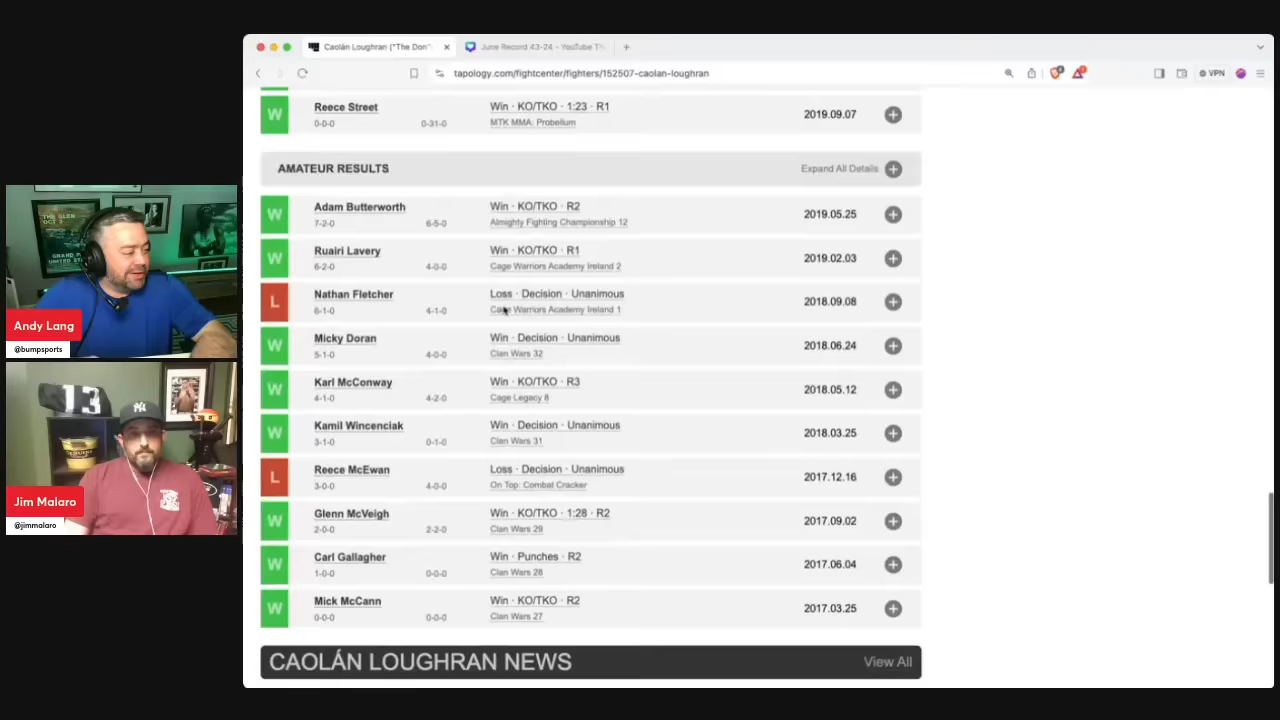 Caolán Loughran ("The Don"
June Record 43-24 - YouTube Th
tapology.com/fightcenter/fighters/152507-caolan-loughran
VPN
W
Reece Street
0-0-0
0-31-0
Win · KO/TKO · 1:23 · R1
MTK MMA: Probellum
2019.09.07
AMATEUR RESULTS
Expand All Details
W
Adam Butterworth
7-2-0
6-5-0
Win · KO/TKO · R2
Almighty Fighting Championship 12
2019.05.25
W
Ruairi Lavery
6-2-0
4-0-0
Win · KO/TKO · R1
Cage Warriors Academy Ireland 2
2019.02.03
L
Nathan Fletcher
6-1-0
4-1-0
Loss · Decision · Unanimous
Cage Warriors Academy Ireland 1
2018.09.08
W
Micky Doran
5-1-0
4-0-0
Win · Decision · Unanimous
Clan Wars 32
2018.06.24
W
Karl McConway
4-1-0
4-2-0
Win · KO/TKO · R3
Cage Legacy 8
2018.05.12
W
Kamil Wincenciak
3-1-0
0-1-0
Win · Decision · Unanimous
Clan Wars 31
2018.03.25
L
Reece McEwan
3-0-0
4-0-0
Loss · Decision · Unanimous
On Top: Combat Cracker
2017.12.16
W
Glenn McVeigh
2-0-0
2-2-0
Win · KO/TKO · 1:28 · R2
Clan Wars 29
2017.09.02
W
Carl Gallagher
1-0-0
0-0-0
Win · Punches · R2
Clan Wars 28
2017.06.04
W
Mick McCann
0-0-0
0-0-0
Win · KO/TKO · R2
Clan Wars 27
2017.03.25
CAOLÁN LOUGHRAN NEWS
View All
Andy Lang
@bumpsports
13
Jim Malaro
@jimmalaro